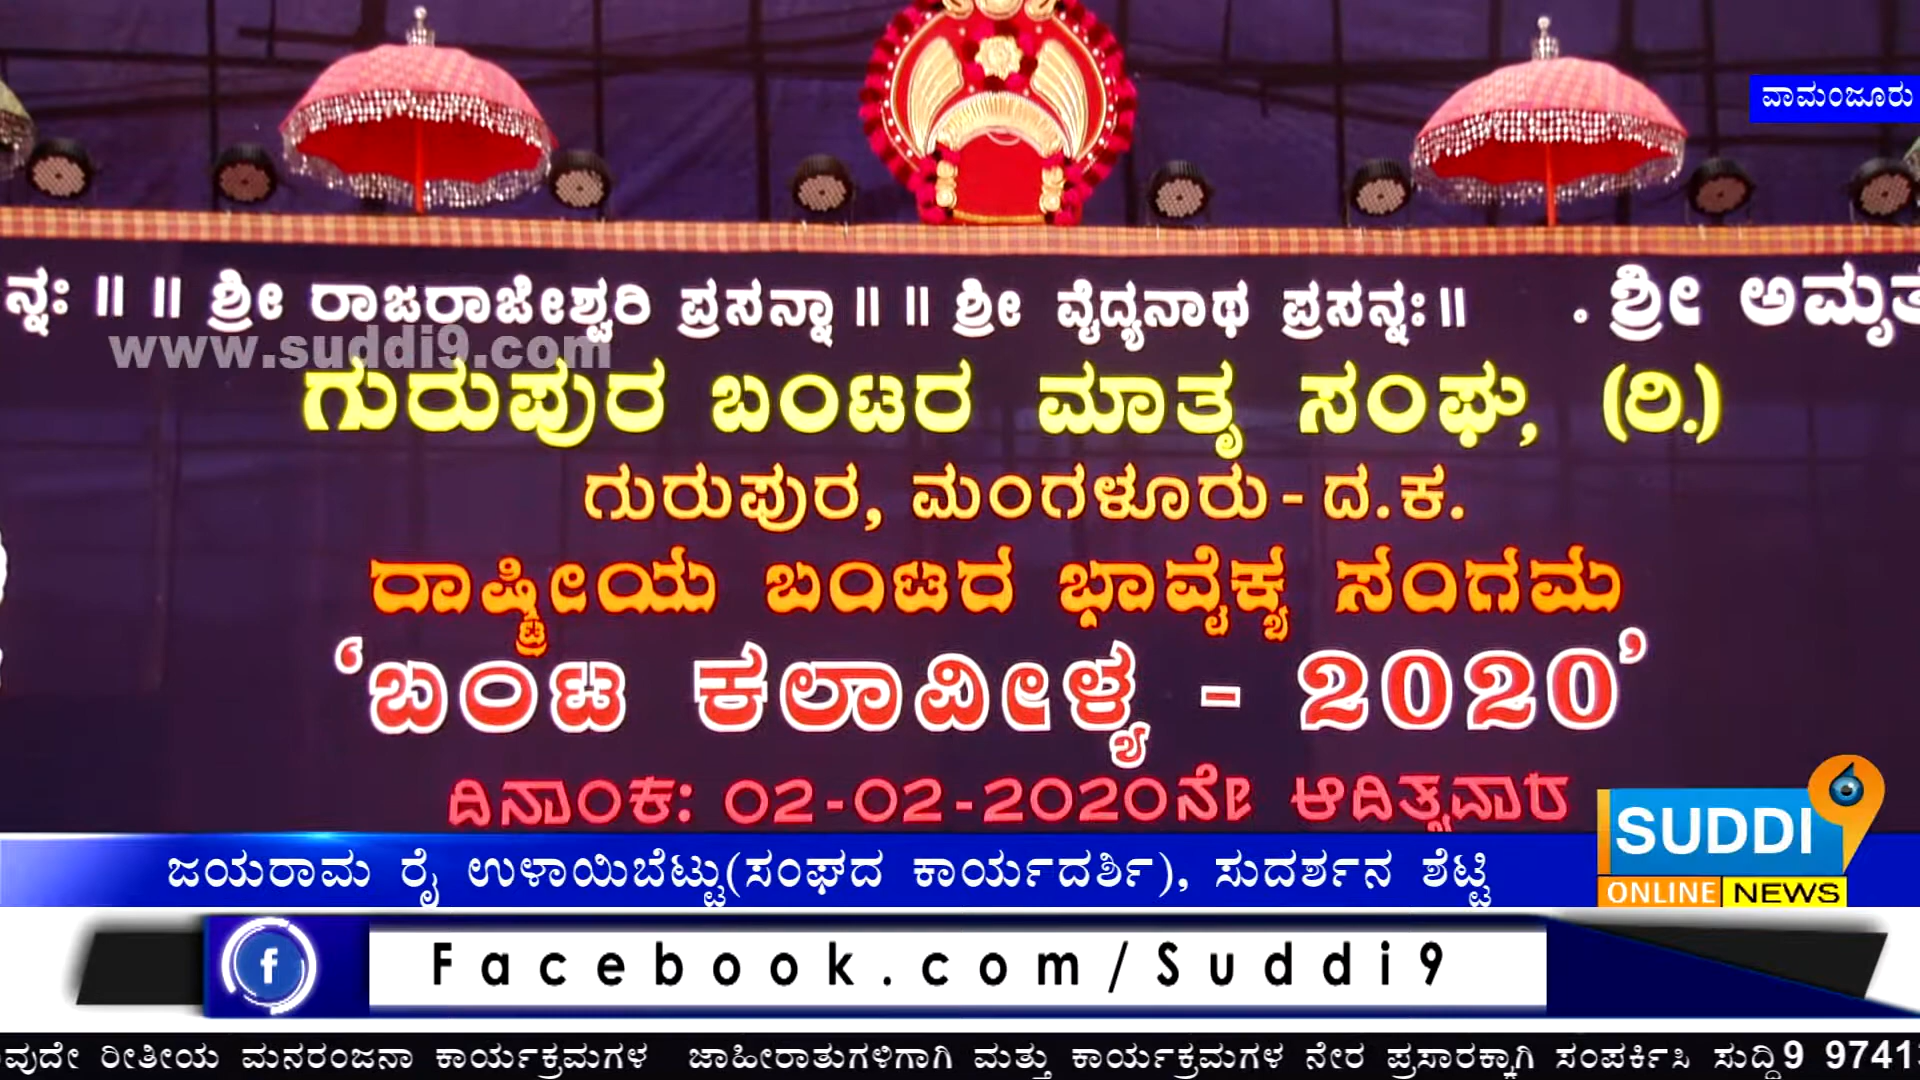 ವಾಮಂಜೂರು
ನ್ನಃ || || ಶ್ರೀ ರಾಜರಾಜೇಶ್ವರಿ ಪ್ರಸನ್ನಾ || || ಶ್ರೀ ವೈದ್ಯನಾಥ ಪ್ರಸನ್ನಃ || . ಶ್ರೀ ಅಮೃತ
www.suddi9.com
ಗುರುಪುರ ಬಂಟರ ಮಾತೃ ಸಂಘ, (ರಿ.)
ಗುರುಪುರ, ಮಂಗಳೂರು - ದ.ಕ.
ರಾಷ್ಟ್ರೀಯ ಬಂಟರ ಭಾವೈಕ್ಯ ಸಂಗಮ
‘ಬಂಟ ಕಲಾವೀಳ್ಯ - 2020’
ದಿನಾಂಕ: 02-02-2020ನೇ ಆದಿತ್ಯವಾರ
ಜಯರಾಮ ರೈ ಉಳಾಯಿಬೆಟ್ಟು(ಸಂಘದ ಕಾರ್ಯದರ್ಶಿ), ಸುದರ್ಶನ ಶೆಟ್ಟಿ
SUDDI 9
ONLINE NEWS
Facebook.com/Suddi9
ವುದೇ ರೀತೀಯ ಮನರಂಜನಾ ಕಾರ್ಯಕ್ರಮಗಳ ಜಾಹೀರಾತುಗಳಿಗಾಗಿ ಮತ್ತು ಕಾರ್ಯಕ್ರಮಗಳ ನೇರ ಪ್ರಸಾರಕ್ಕಾಗಿ ಸಂಪರ್ಕಿಸಿ ಸುದ್ದಿ9 9741